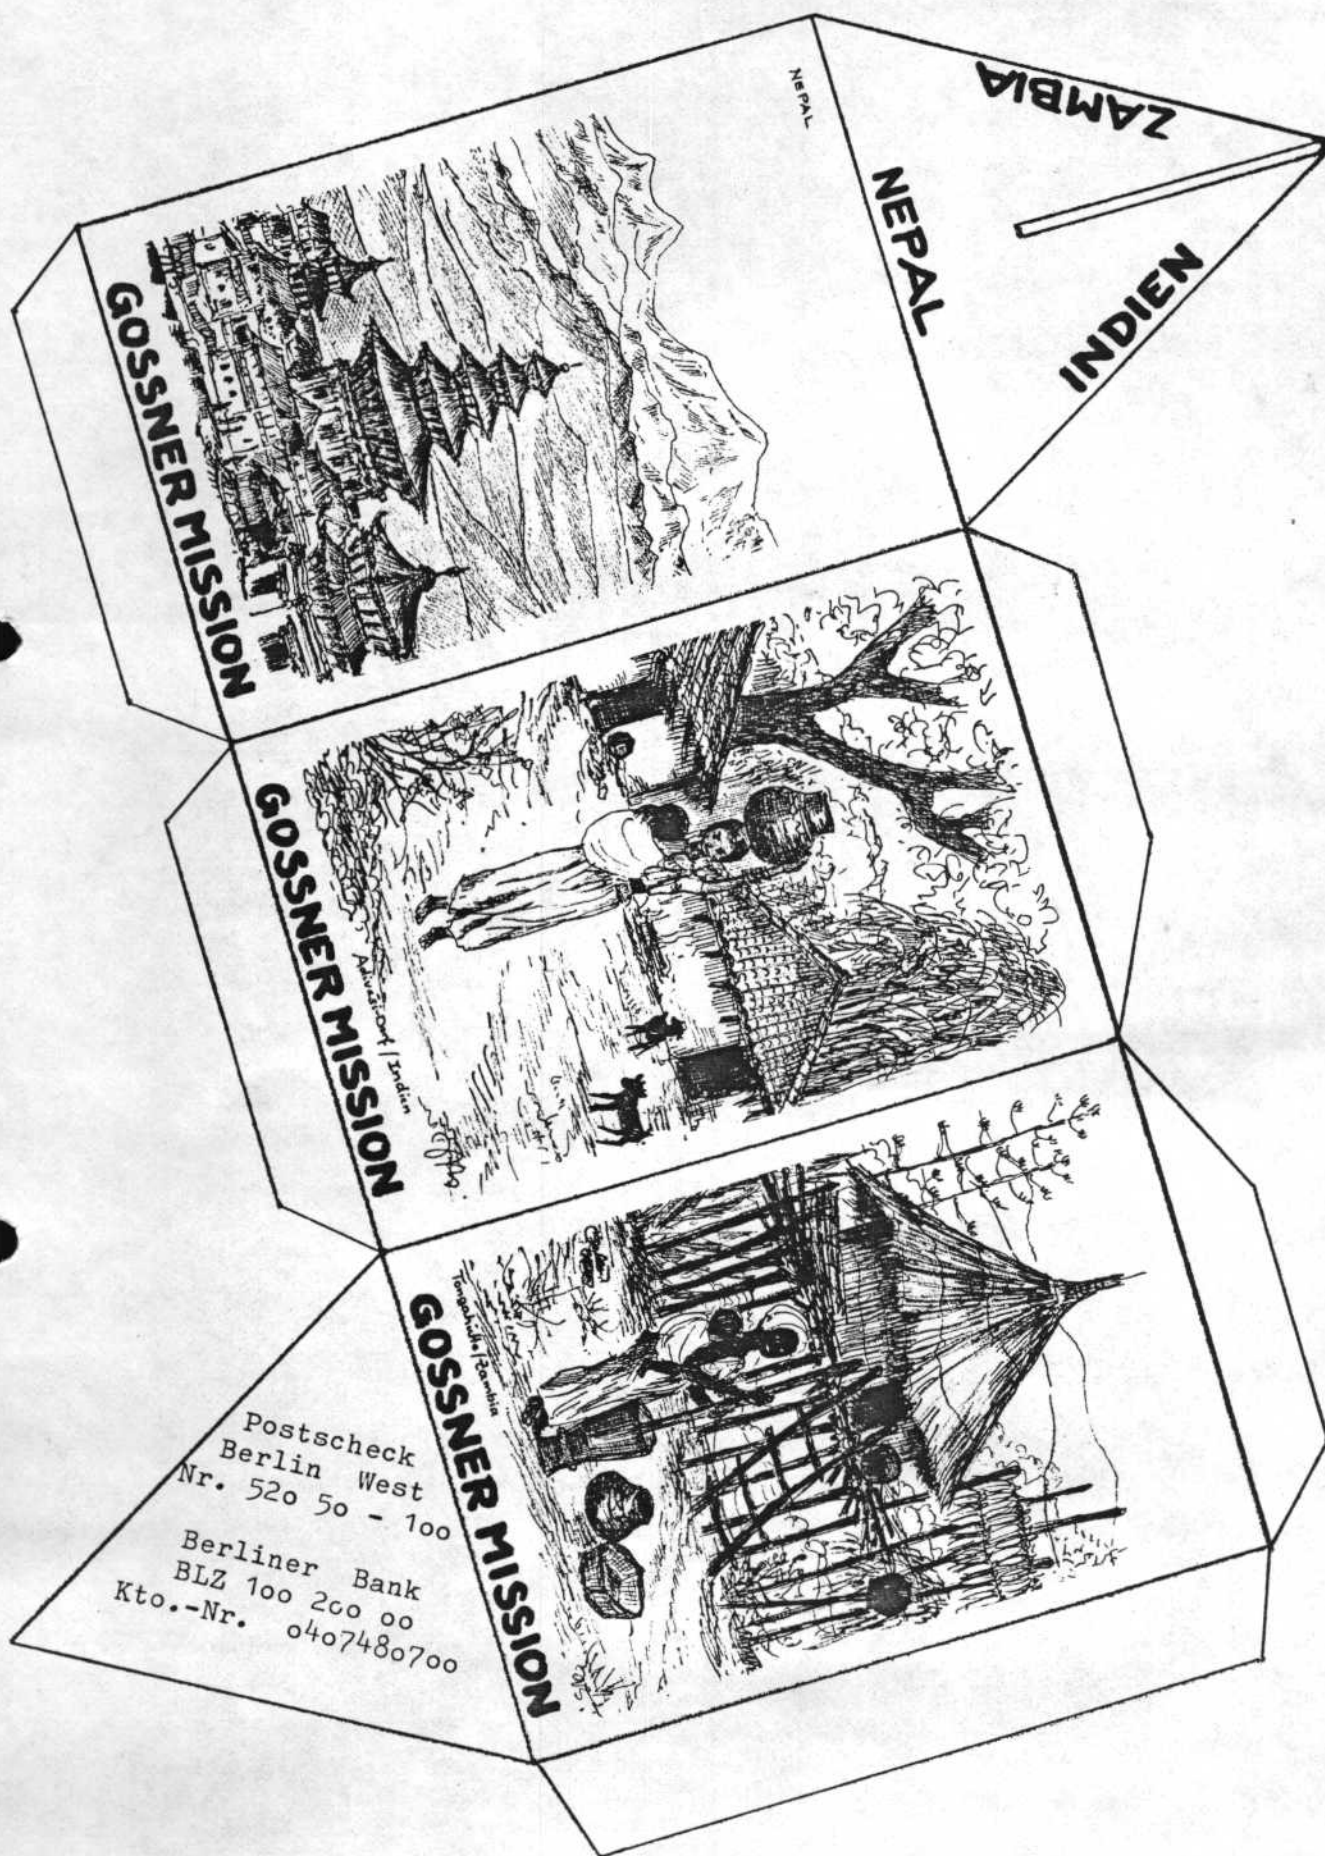 ZAMBIA
INDIEN
NEPAL
NEPAL
GOSSNER MISSION
GOSSNER MISSION
Adivasi-Dorf / Indien
GOSSNER MISSION
Tongahütte / Zambia
Postscheck
Berlin West
Nr. 52o 5o - 1oo
Berliner Bank
BLZ 1oo 2oo oo
Kto.-Nr. o4o7480700